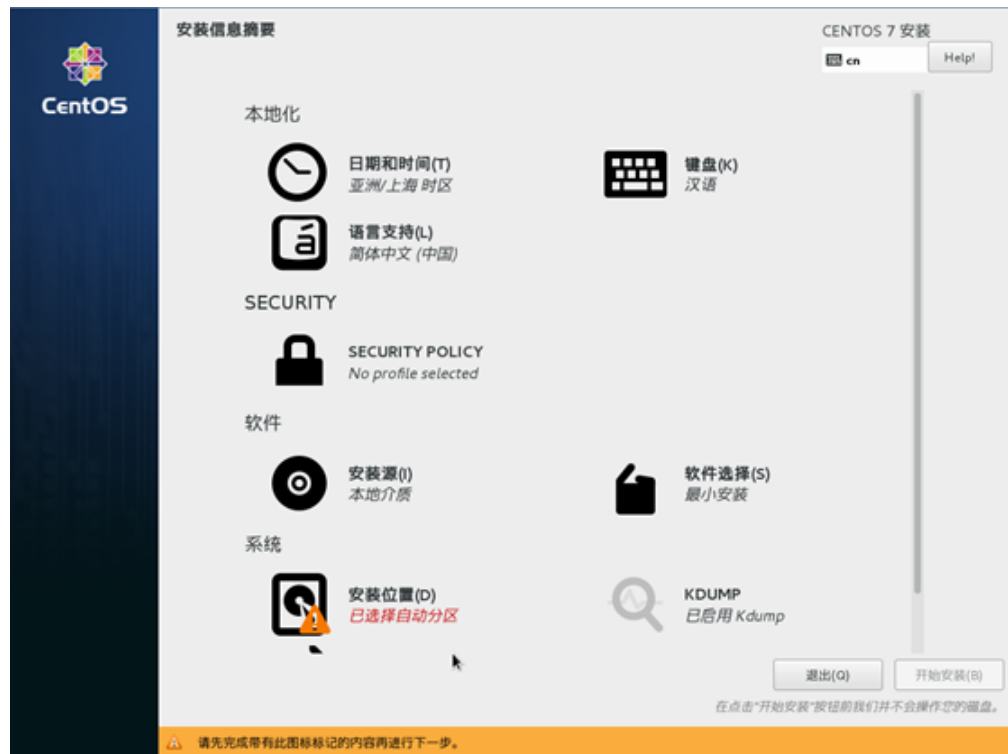 安装信息摘要
CENTOS 7 安装
cn
Help!
CentOS
本地化
日期和时间(T)
亚洲/上海 时区
键盘(K)
汉语
语言支持(L)
简体中文 (中国)
SECURITY
SECURITY POLICY
No profile selected
软件
安装源(I)
本地介质
软件选择(S)
最小安装
系统
安装位置(D)
已选择自动分区
KDUMP
已启用 Kdump
退出(Q)
开始安装(B)
在点击"开始安装"按钮前我们并不会操作您的磁盘。
请先完成带有此图标标记的内容再进行下一步。